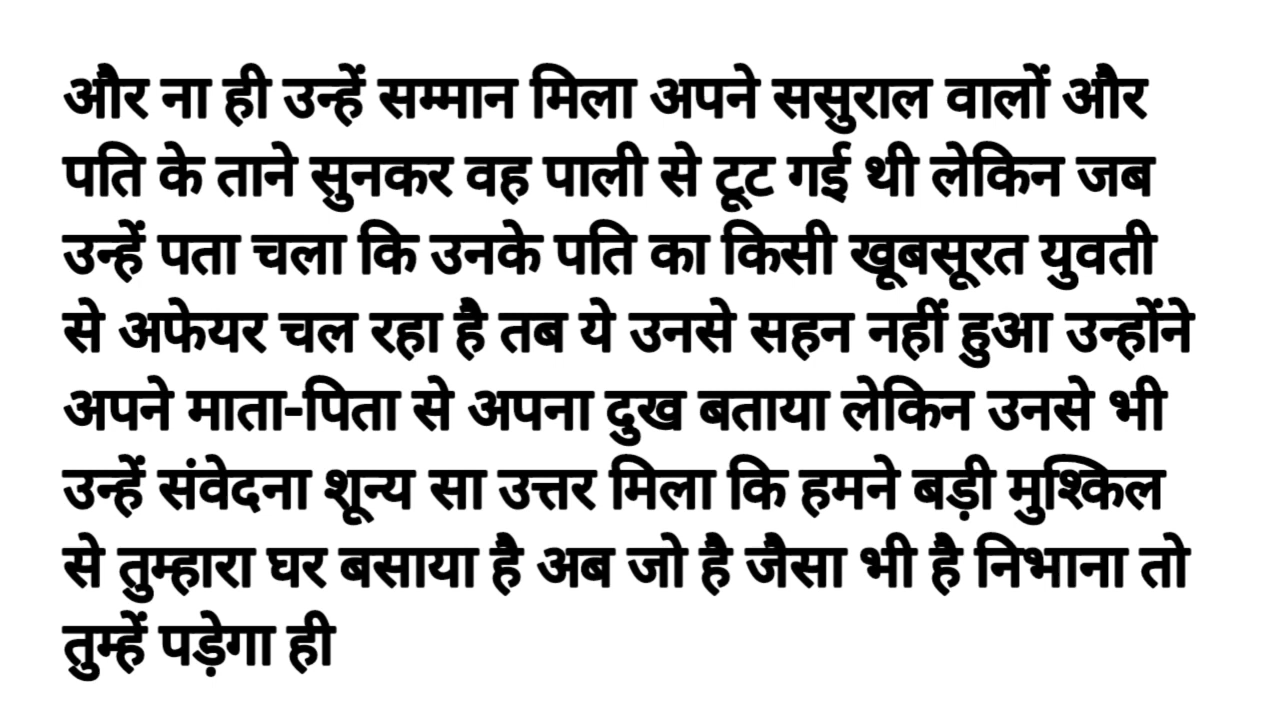 और ना ही उन्हें सम्मान मिला अपने ससुराल वालों और
पति के ताने सुनकर वह पाली से टूट गई थी लेकिन जब
उन्हें पता चला कि उनके पति का किसी खूबसूरत युवती
से अफेयर चल रहा है तब ये उनसे सहन नहीं हुआ उन्होंने
अपने माता-पिता से अपना दुख बताया लेकिन उनसे भी
उन्हें संवेदना शून्य सा उत्तर मिला कि हमने बड़ी मुश्किल
से तुम्हारा घर बसाया है अब जो है जैसा भी है निभाना तो
तुम्हें पड़ेगा ही